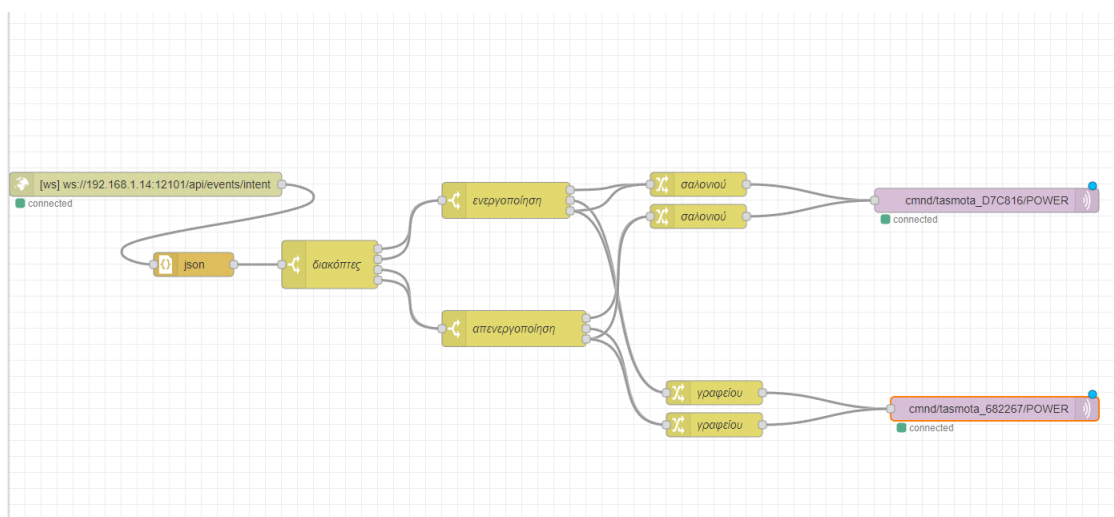 [ws] ws://192.168.1.14:12101/api/events/intent
connected
json
διακόπτες
ενεργοποίηση
απενεργοποίηση
σαλονιού
σαλονιού
γραφείου
γραφείου
cmnd/tasmota_D7C816/POWER
connected
cmnd/tasmota_682267/POWER
connected